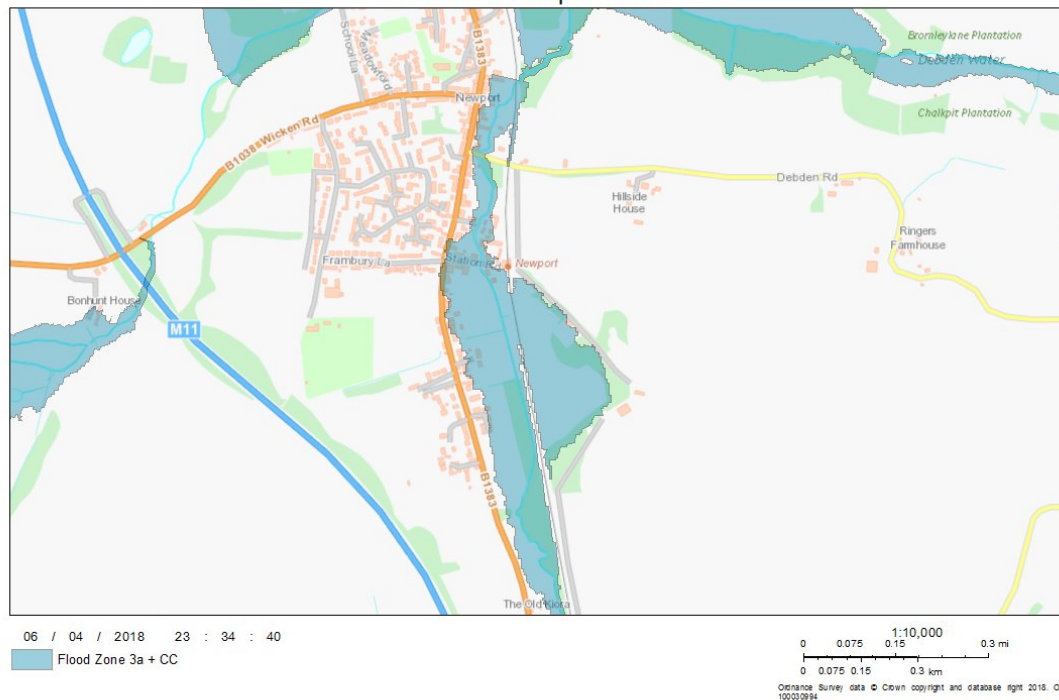 School La
Meadowford
B1383
Bromleylane Plantation
Debden Water
Newport
Chalkpit Plantation
B1038 Wicken Rd
Debden Rd
Hillside
House
Ringers
Farmhouse
Frambury La
Station Rd
Newport
Bonhunt House
M11
B1383
The Old Kiora
06 / 04 / 2018 23 : 34 : 40
Flood Zone 3a + CC
1:10,000
0 0.075 0.15 0.3 mi
0 0.075 0.15 0.3 km
Ordnance Survey data © Crown copyright and database right 2018. O
100030994